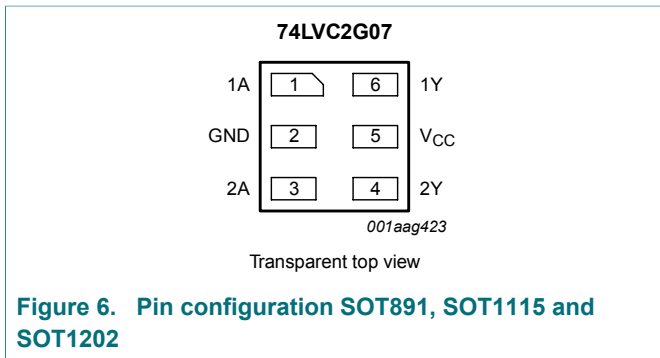 74LVC2G07
1A 1 6 1Y
GND 2 5 VCC
2A 3 4 2Y
001aag423
Transparent top view
Figure 6. Pin configuration SOT891, SOT1115 and
SOT1202